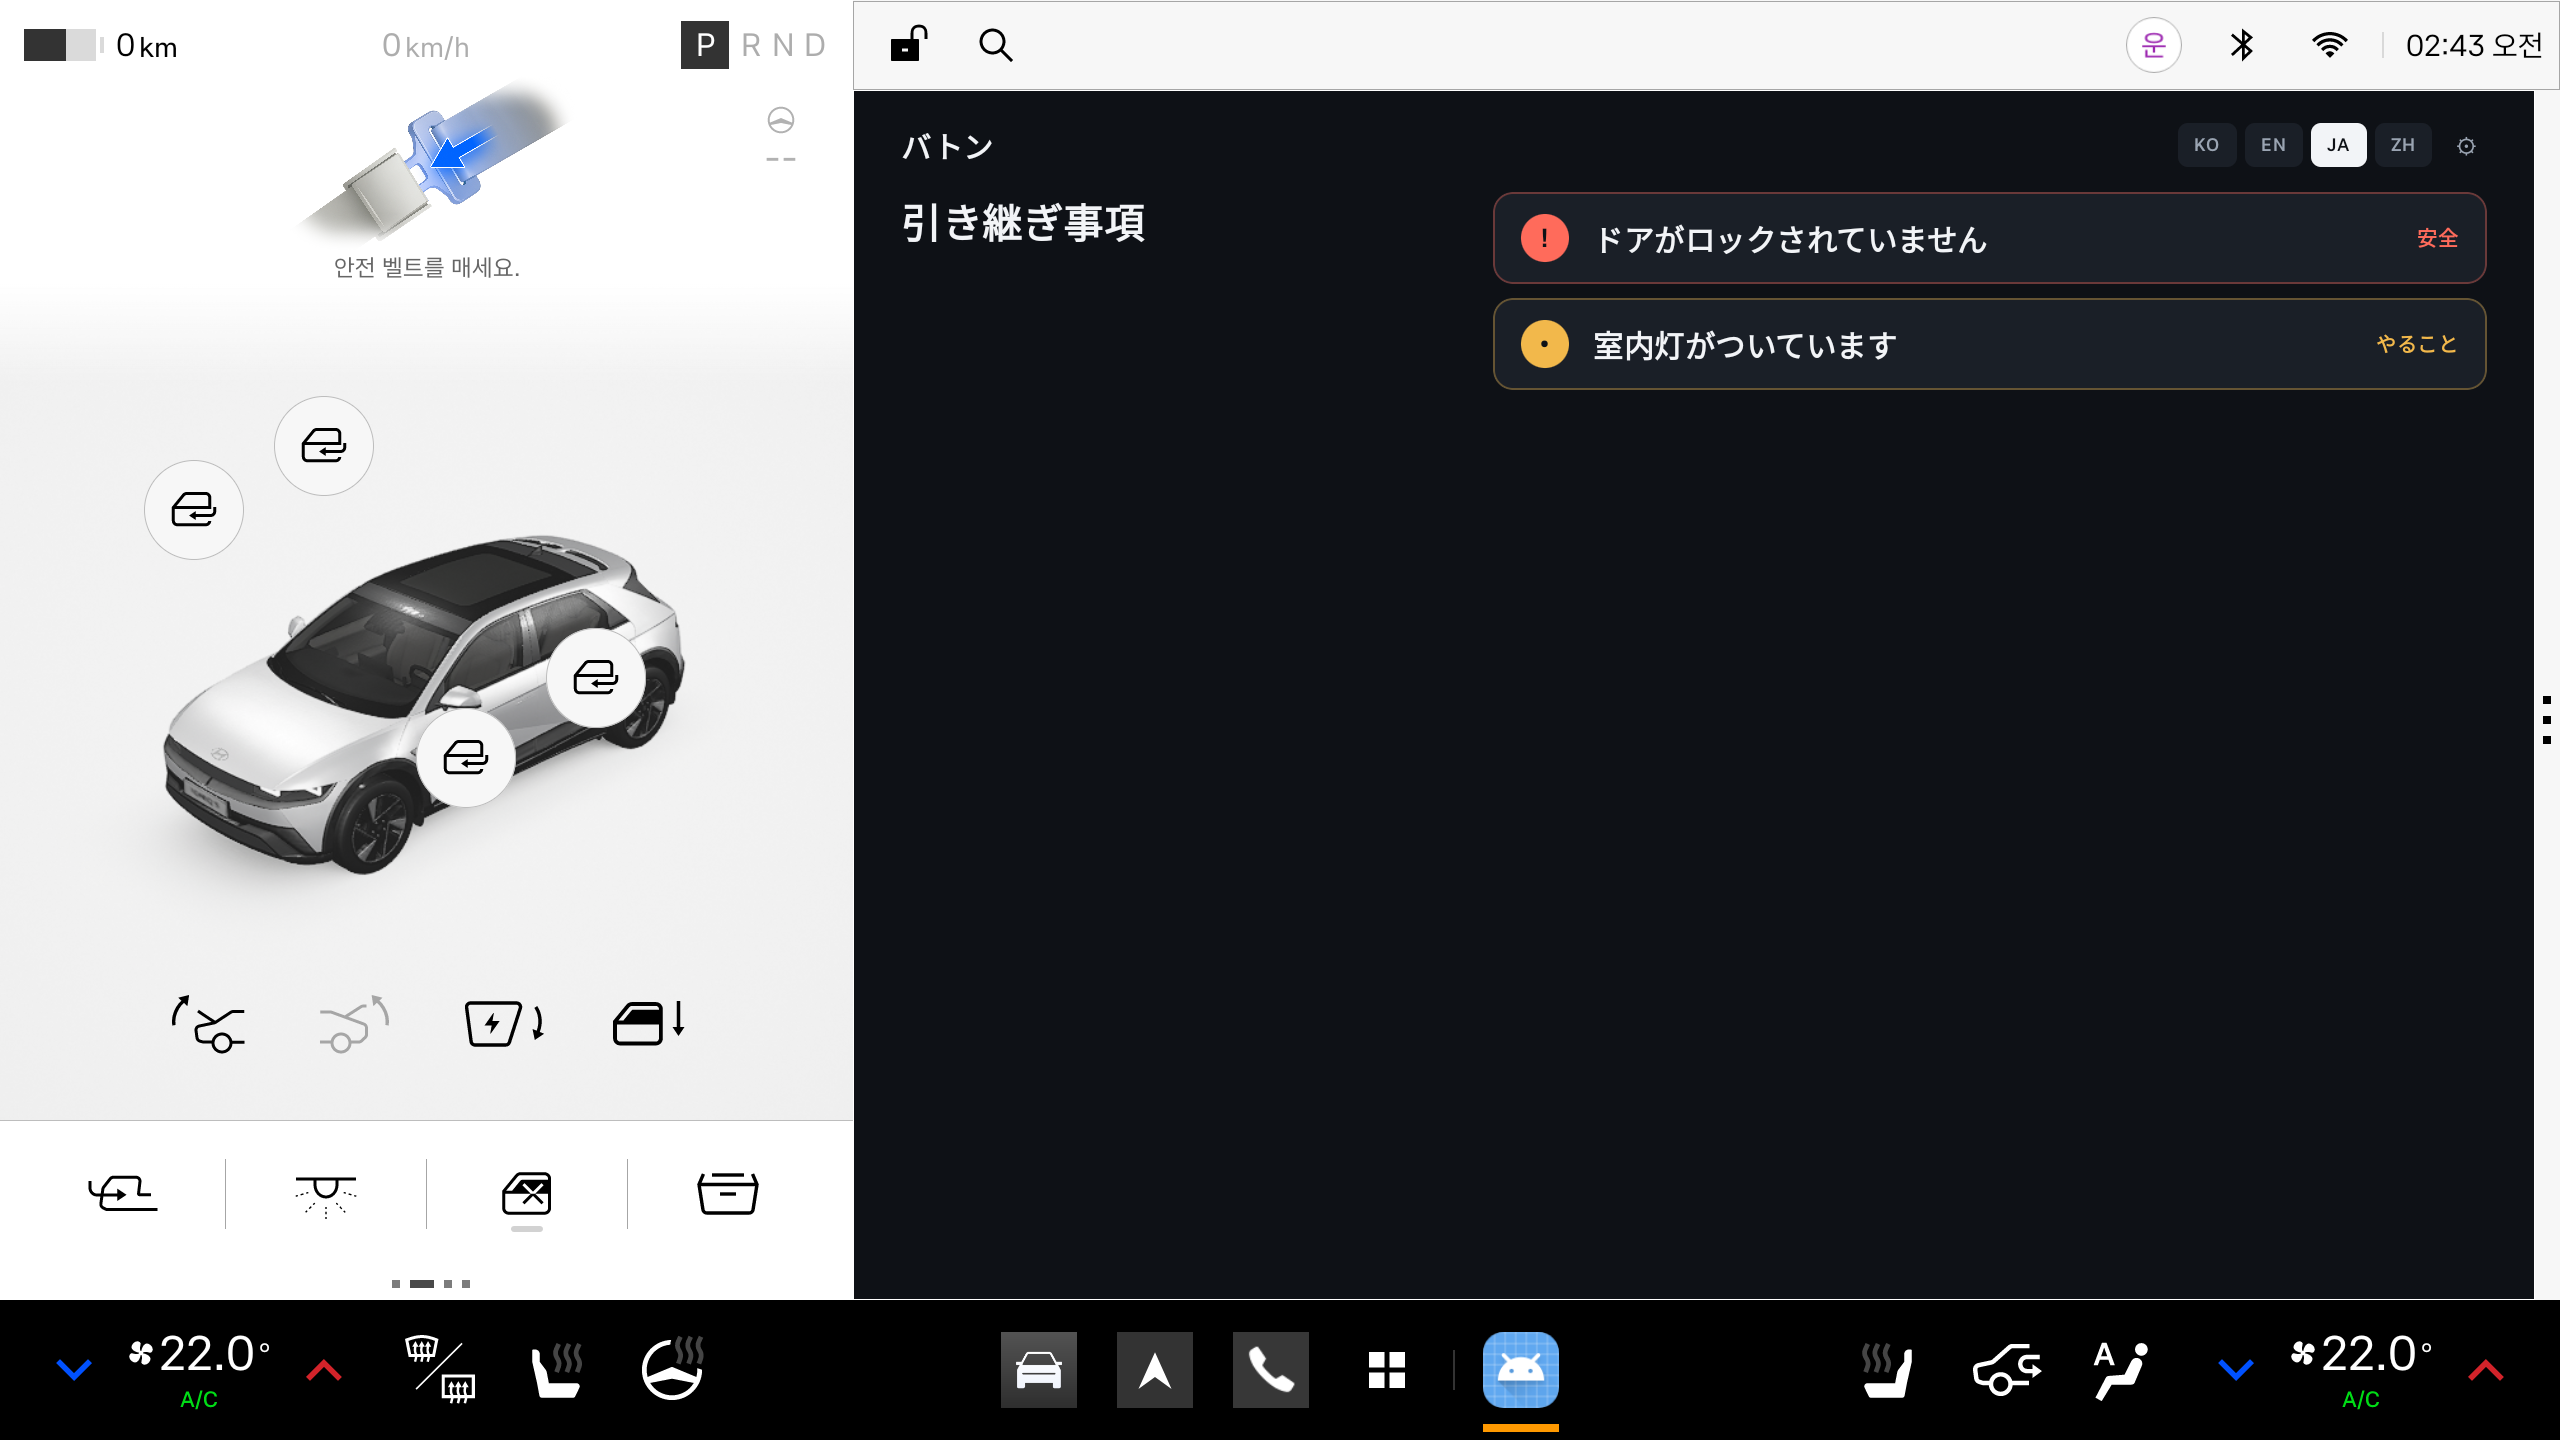 0 km
0 km/h
P R N D
안전 벨트를 매세요.
운
02:43 오전
バトン
KO EN JA ZH
引き継ぎ事項
! ドアがロックされていません 安全
室内灯がついています やること
22.0°
A/C
A
22.0°
A/C